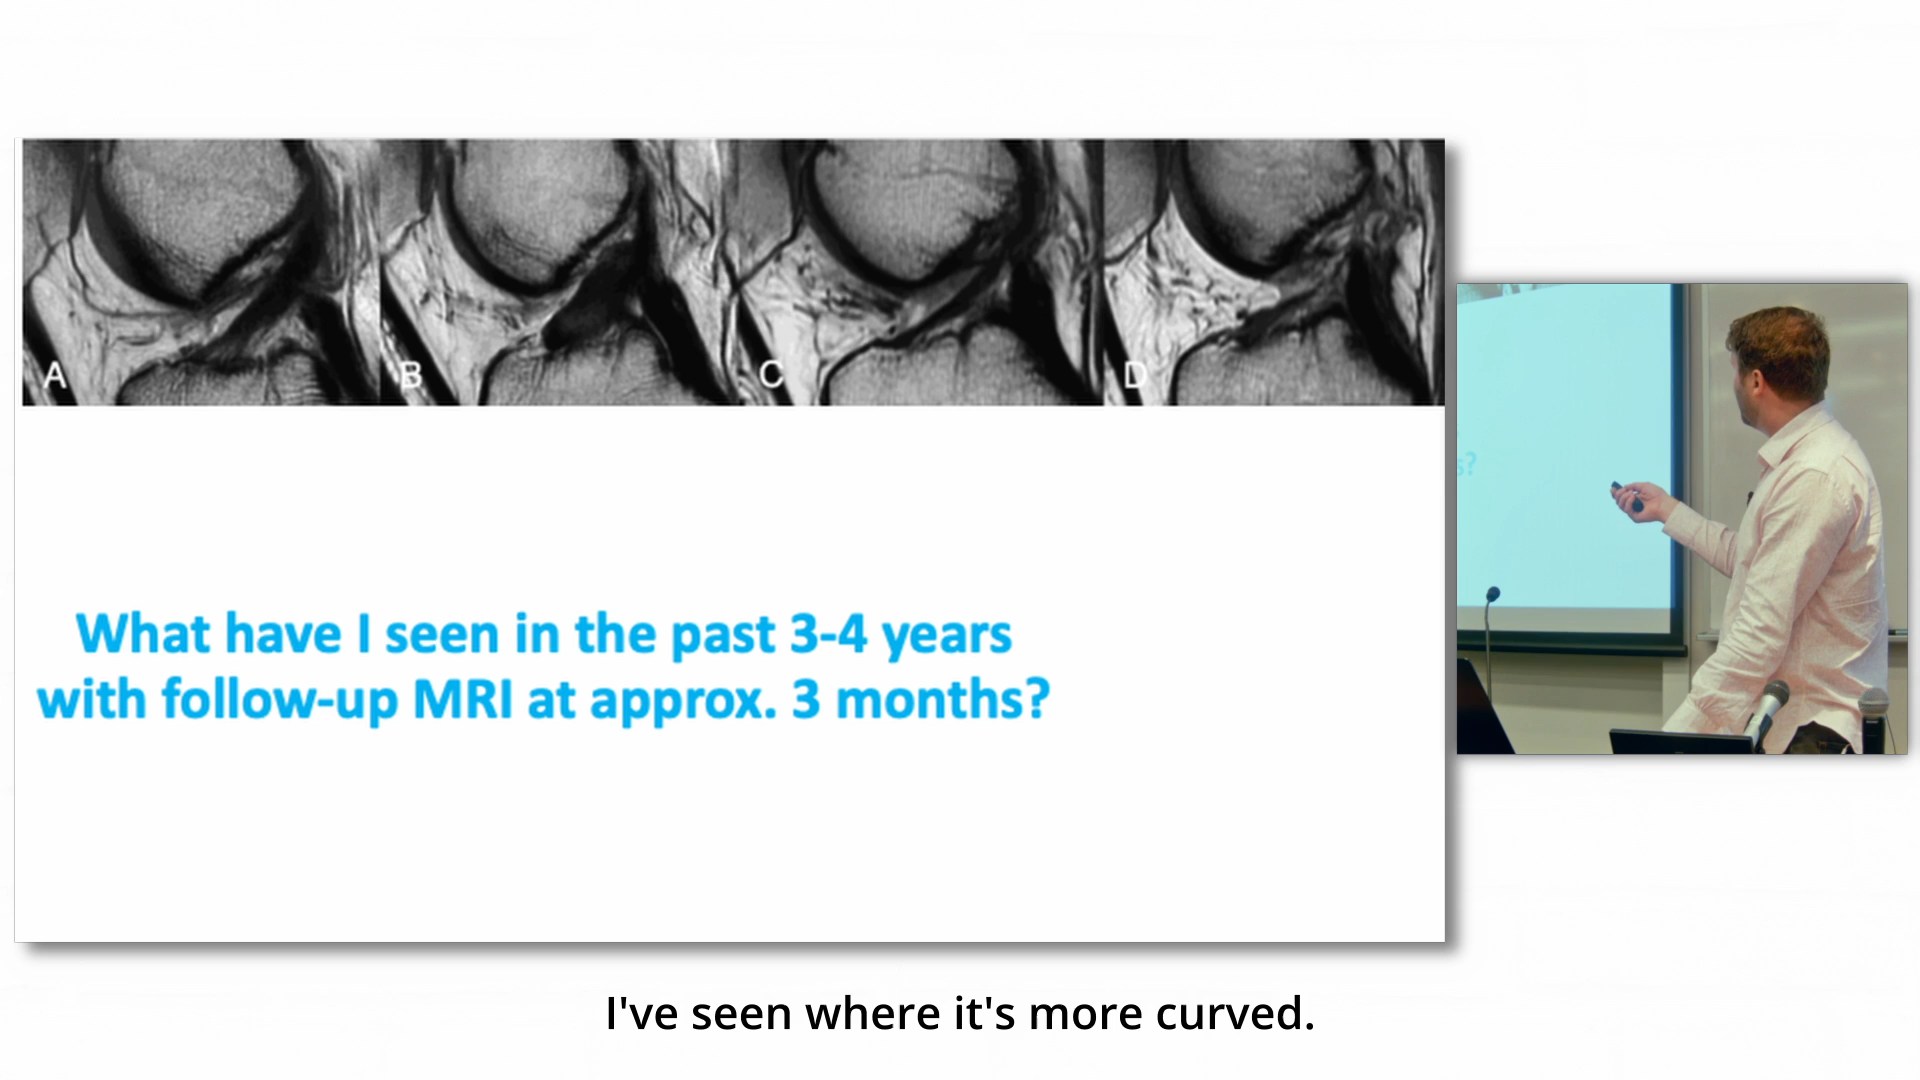 A B C D
What have I seen in the past 3-4 years
with follow-up MRI at approx. 3 months?
s?
I've seen where it's more curved.